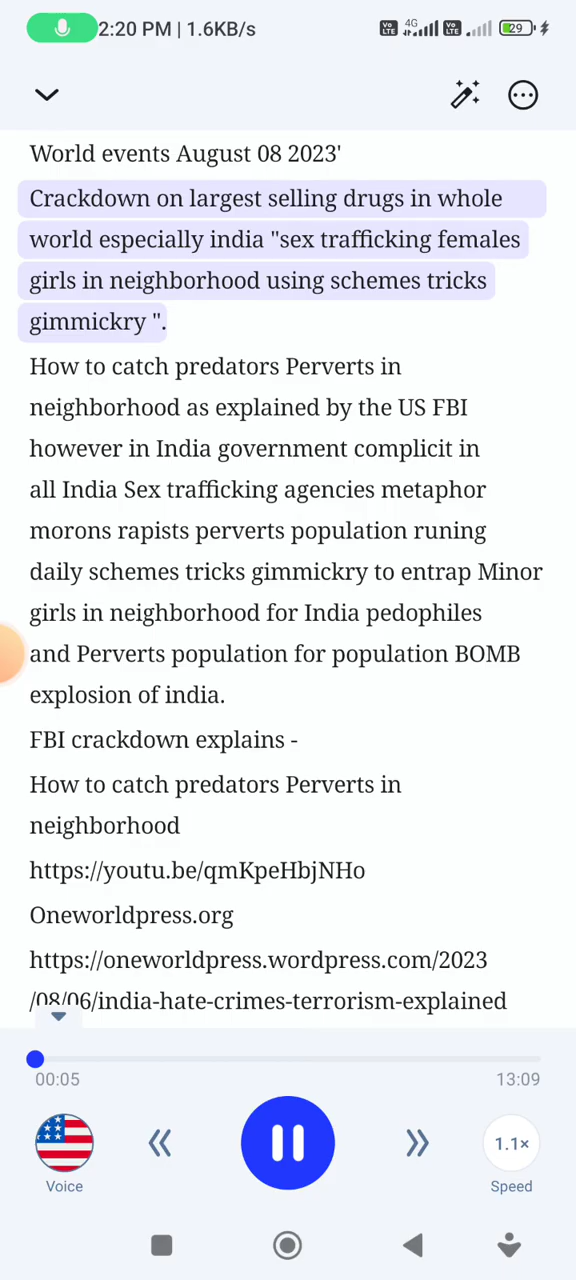 2:20 PM | 1.6KB/s
Vo LTE 4G Vo LTE 29
World events August 08 2023'
Crackdown on largest selling drugs in whole
world especially india "sex trafficking females
girls in neighborhood using schemes tricks
gimmickry ".
How to catch predators Perverts in
neighborhood as explained by the US FBI
however in India government complicit in
all India Sex trafficking agencies metaphor
morons rapists perverts population runing
daily schemes tricks gimmickry to entrap Minor
girls in neighborhood for India pedophiles
and Perverts population for population BOMB
explosion of india.
FBI crackdown explains -
How to catch predators Perverts in
neighborhood
https://youtu.be/qmKpeHbjNHo
Oneworldpress.org
https://oneworldpress.wordpress.com/2023
/08/06/india-hate-crimes-terrorism-explained
00:05
13:09
1.1×
Voice
Speed